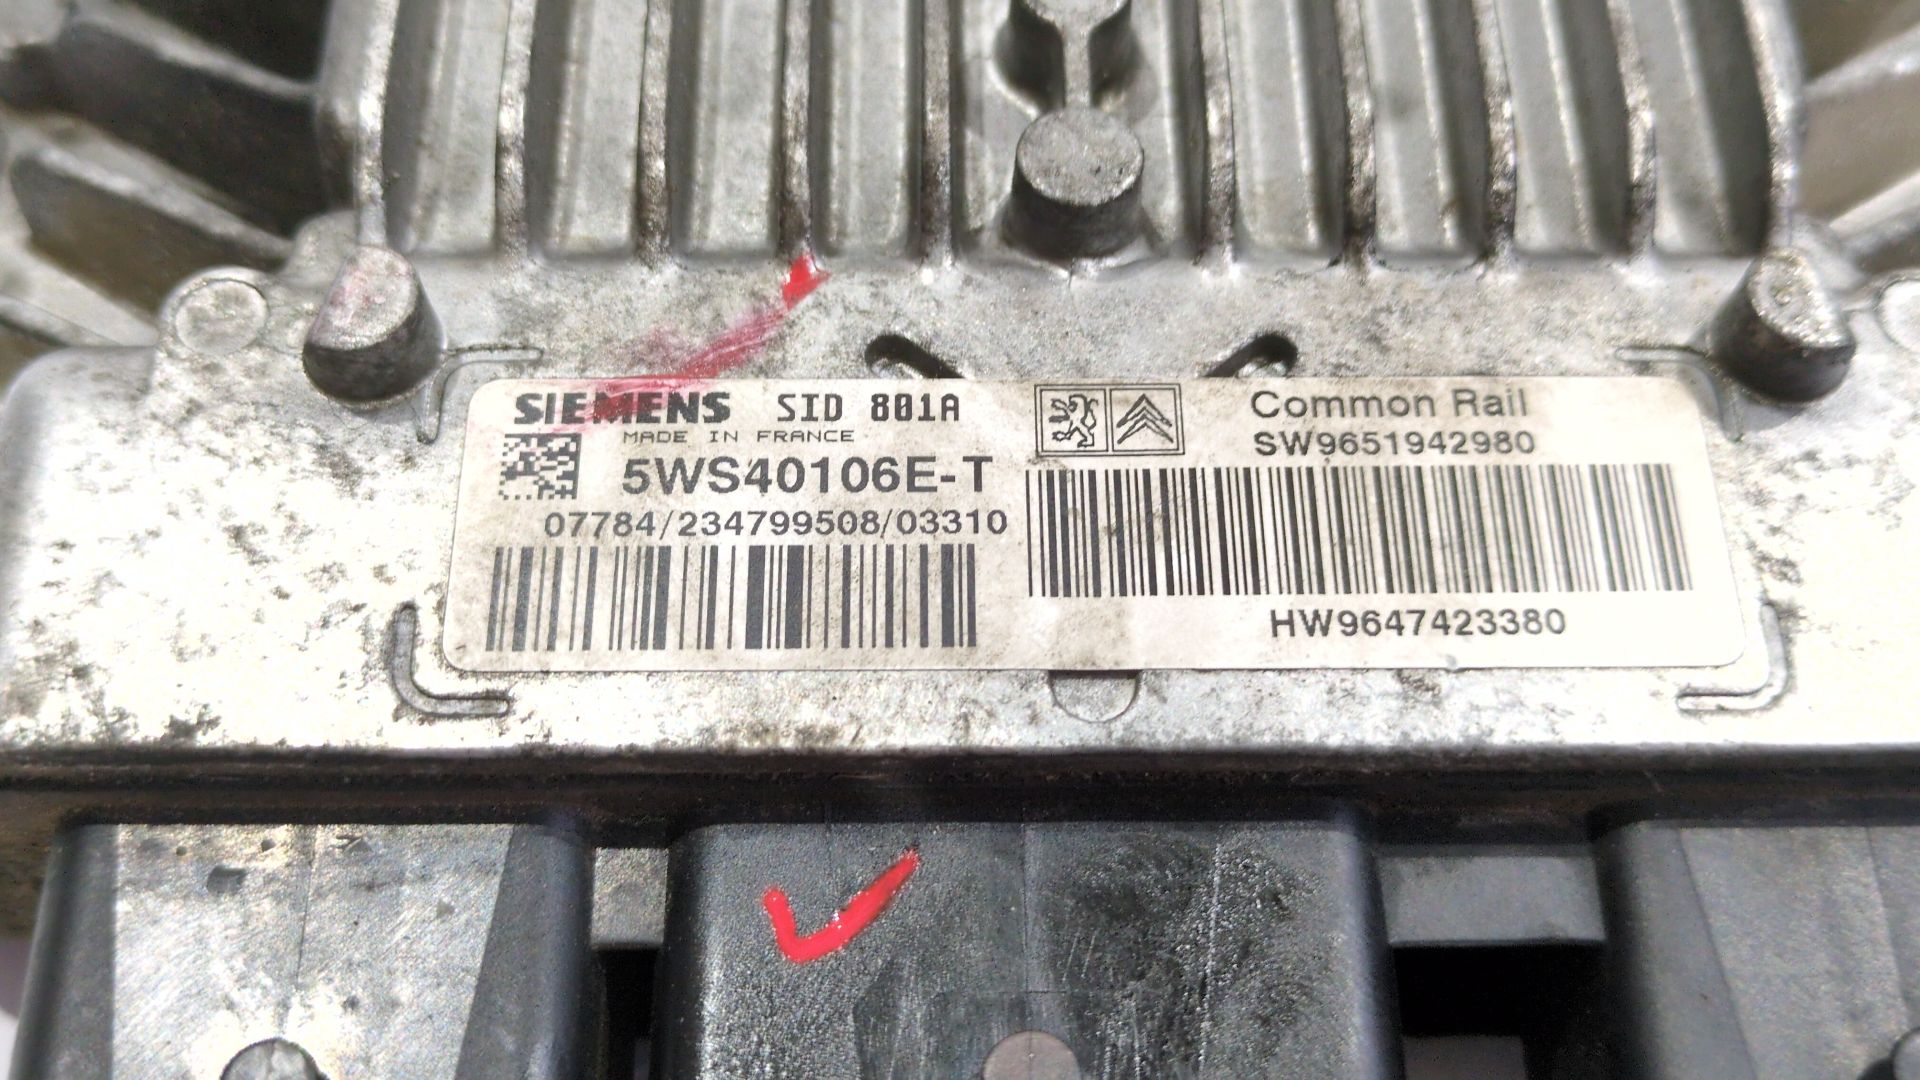 SIEMENS SID 801A
MADE IN FRANCE
5WS40106E-T
07784/234799508/03310
Common Rail
SW9651942980
HW9647423380